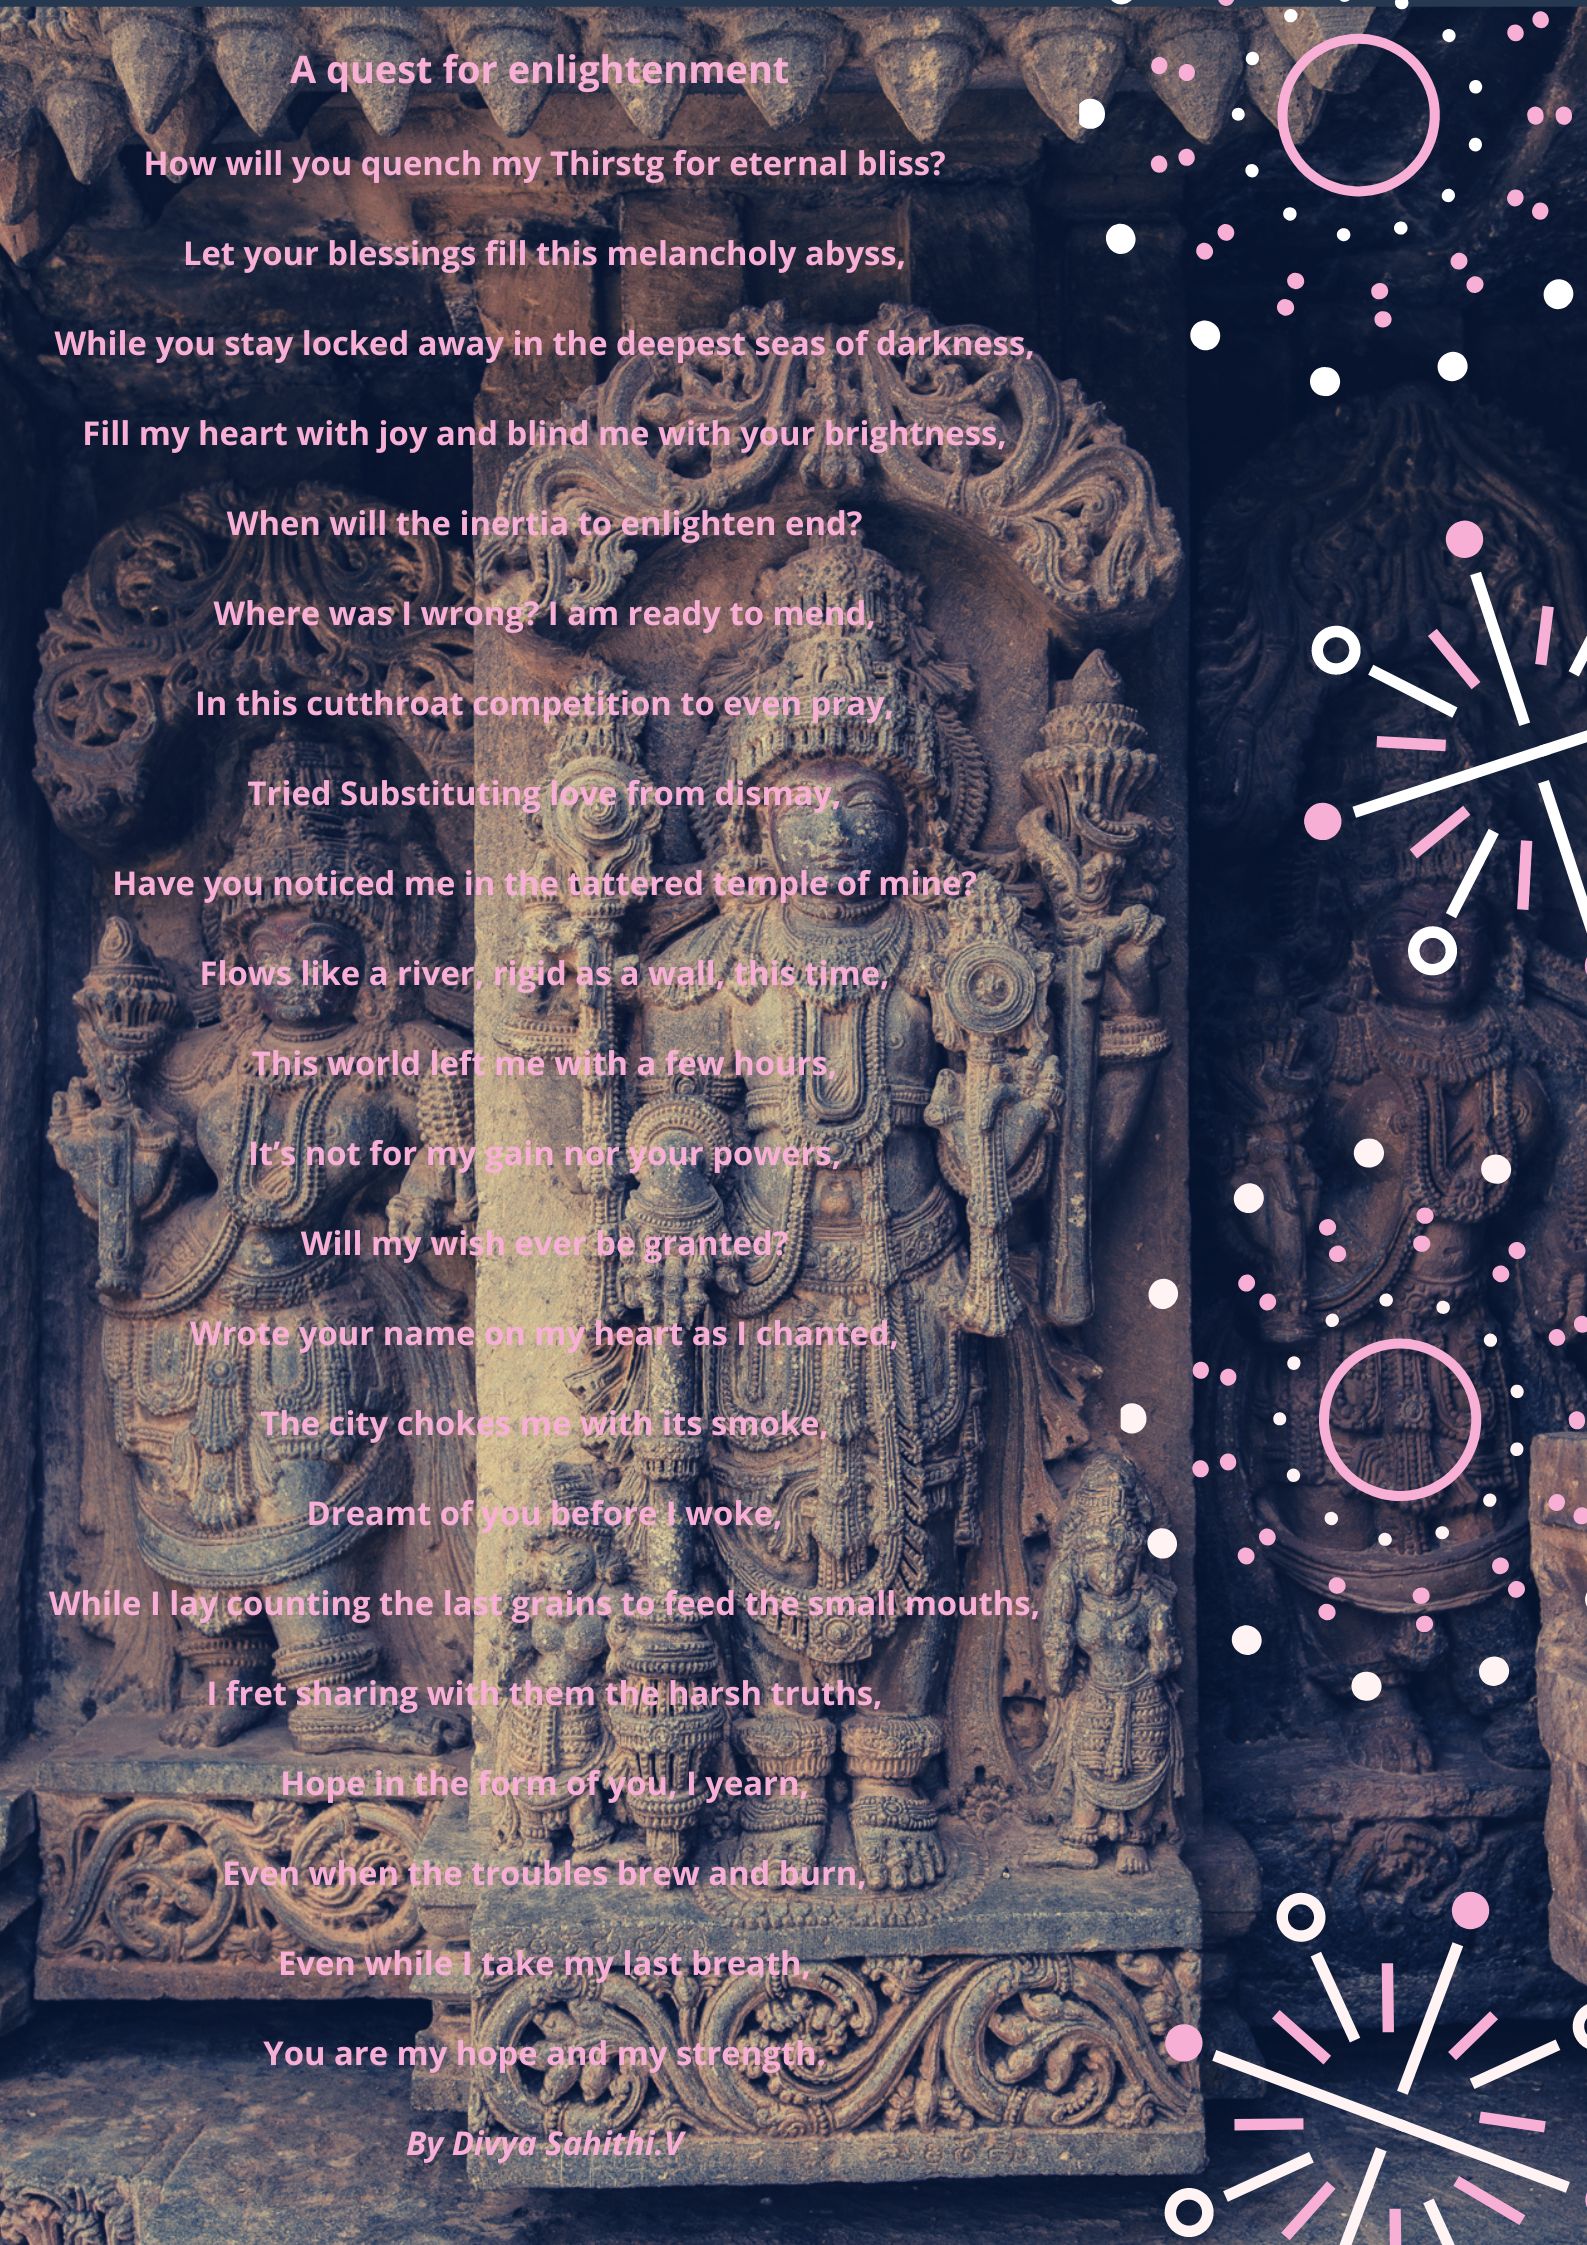 A quest for enlightenment
How will you quench my Thirstg for eternal bliss?
Let your blessings fill this melancholy abyss,
While you stay locked away in the deepest seas of darkness,
Fill my heart with joy and blind me with your brightness,
When will the inertia to enlighten end?
Where was I wrong? I am ready to mend,
In this cutthroat competition to even pray,
Tried Substituting love from dismay,
Have you noticed me in the tattered temple of mine?
Flows like a river, rigid as a wall, this time,
This world left me with a few hours,
It’s not for my gain nor your powers,
Will my wish ever be granted?
Wrote your name on my heart as I chanted,
The city chokes me with its smoke,
Dreamt of you before I woke,
While I lay counting the last grains to feed the small mouths,
I fret sharing with them the harsh truths,
Hope in the form of you, I yearn,
Even when the troubles brew and burn,
Even while I take my last breath,
You are my hope and my strength.
By Divya Sahithi.V